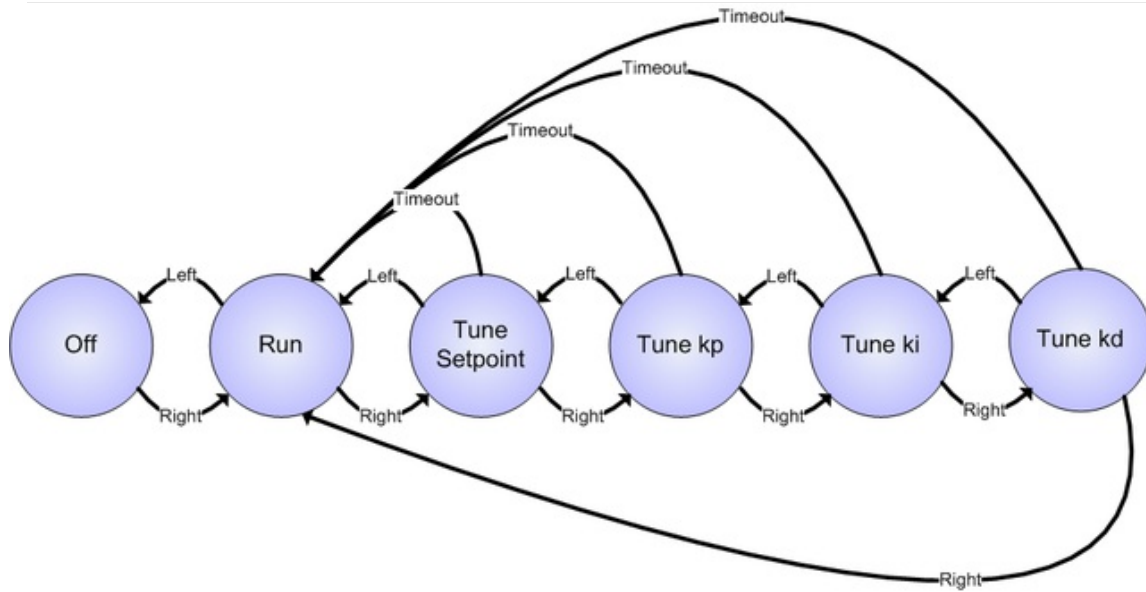 Timeout
Timeout
Timeout
Timeout
Left
Left
Left
Left
Left
Off
Run
Tune
Setpoint
Tune kp
Tune ki
Tune kd
Right
Right
Right
Right
Right
Right